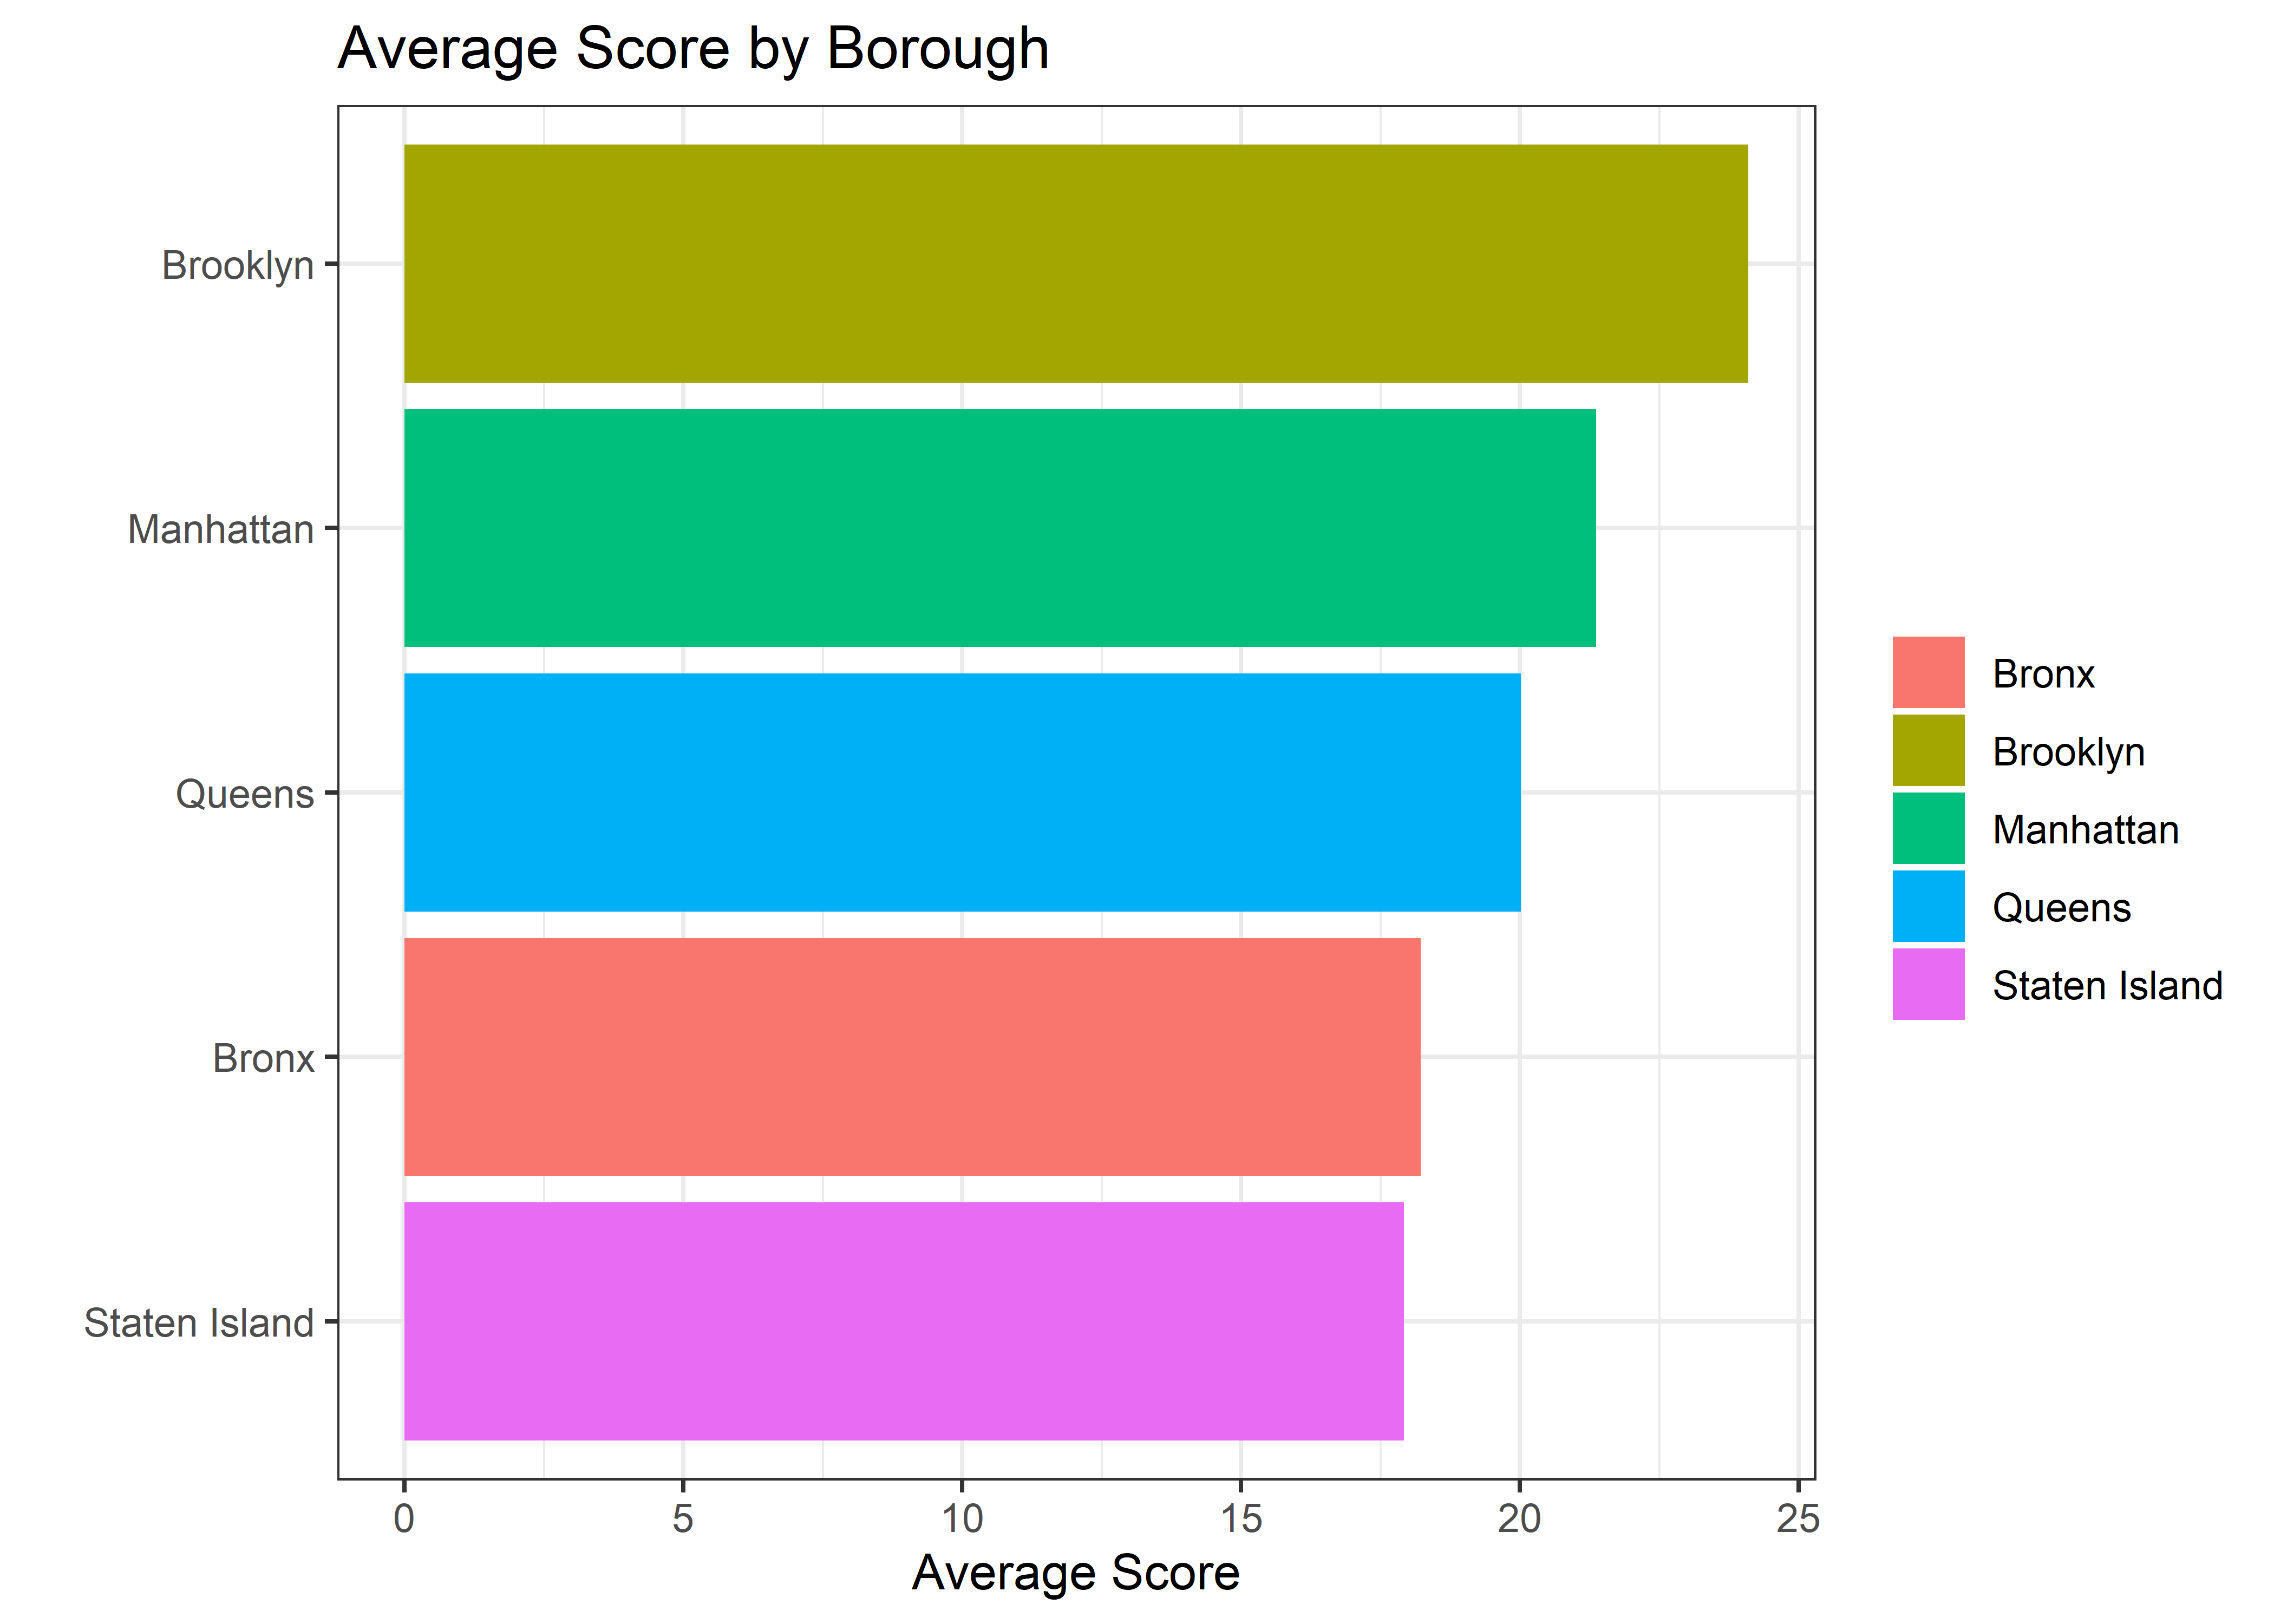 Average Score by Borough
Brooklyn
Manhattan
Queens
Bronx
Staten Island
0 5 10 15 20 25
Average Score
Bronx
Brooklyn
Manhattan
Queens
Staten Island